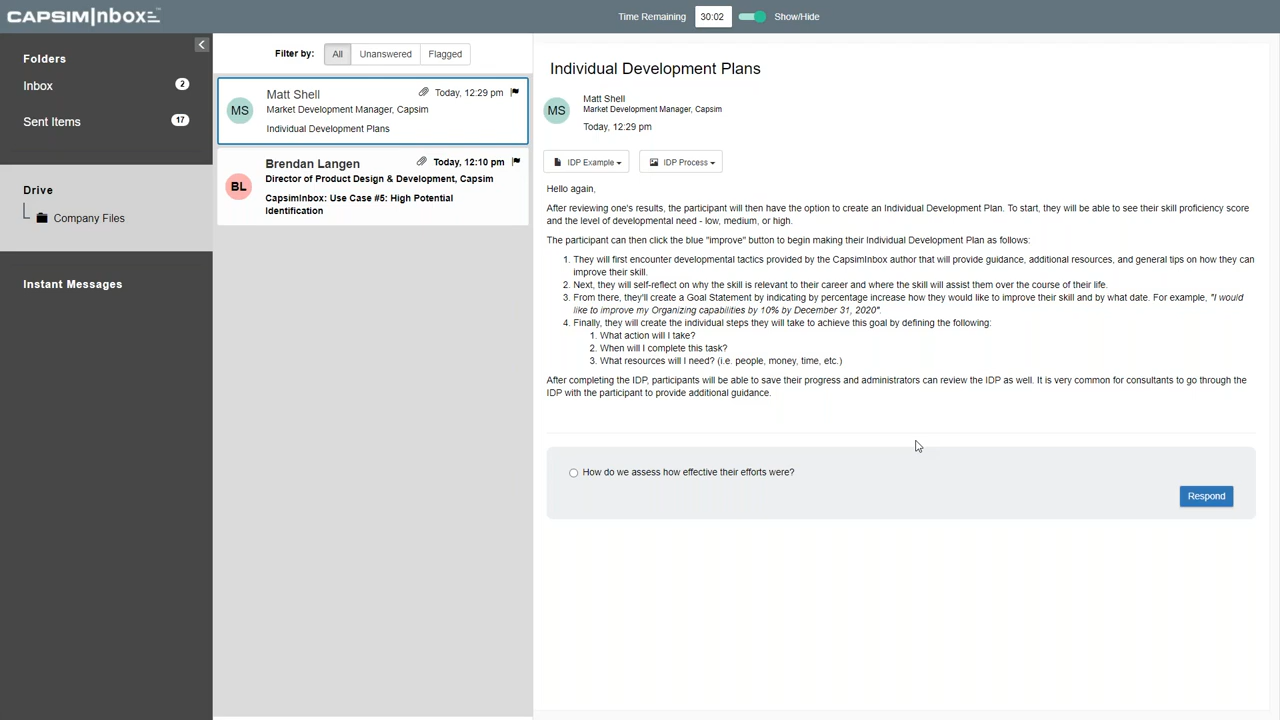 CAPSIM|nbox
Time Remaining 30:02 Show/Hide
Folders
Inbox 2
Sent Items 17
Drive
Company Files
Instant Messages
Filter by: All Unanswered Flagged
MS
Matt Shell Today, 12:29 pm
Market Development Manager, Capsim
Individual Development Plans
BL
Brendan Langen Today, 12:10 pm
Director of Product Design & Development, Capsim
CapsimInbox: Use Case #5: High Potential
Identification
Individual Development Plans
MS
Matt Shell
Market Development Manager, Capsim
Today, 12:29 pm
IDP Example IDP Process
Hello again,
After reviewing one's results, the participant will then have the option to create an Individual Development Plan. To start, they will be able to see their skill proficiency score
and the level of developmental need - low, medium, or high.
The participant can then click the blue "improve" button to begin making their Individual Development Plan as follows:
1. They will first encounter developmental tactics provided by the CapsimInbox author that will provide guidance, additional resources, and general tips on how they can
improve their skill.
2. Next, they will self-reflect on why the skill is relevant to their career and where the skill will assist them over the course of their life.
3. From there, they'll create a Goal Statement by indicating by percentage increase how they would like to improve their skill and by what date. For example, "I would
like to improve my Organizing capabilities by 10% by December 31, 2020".
4. Finally, they will create the individual steps they will take to achieve this goal by defining the following:
1. What action will I take?
2. When will I complete this task?
3. What resources will I need? (i.e. people, money, time, etc.)
After completing the IDP, participants will be able to save their progress and administrators can review the IDP as well. It is very common for consultants to go through the
IDP with the participant to provide additional guidance.
How do we assess how effective their efforts were?
Respond